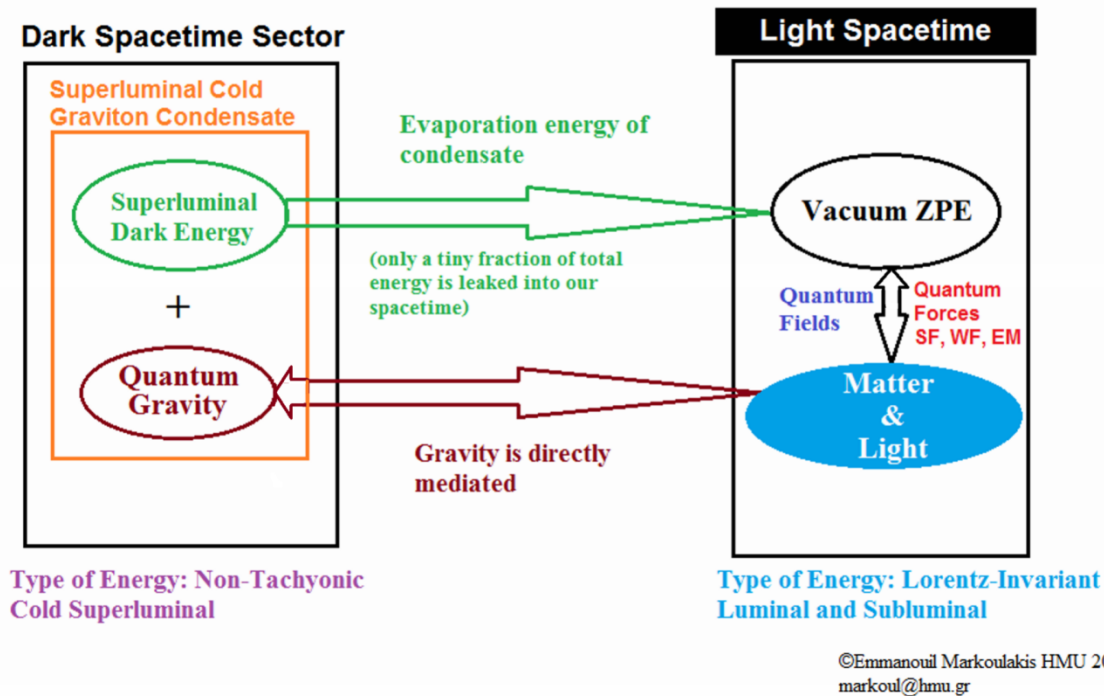 Dark Spacetime Sector
Superluminal Cold
Graviton Condensate
Superluminal
Dark Energy
+
Quantum
Gravity
Type of Energy: Non-Tachyonic
Cold Superluminal
Evaporation energy of
condensate
(only a tiny fraction of total
energy is leaked into our
spacetime)
Gravity is directly
mediated
Light Spacetime
Vacuum ZPE
Quantum
Fields
Quantum
Forces
SF, WF, EM
Matter
&
Light
Type of Energy: Lorentz-Invariant
Luminal and Subluminal
©Emmanouil Markoulakis HMU
markoul@hmu.gr